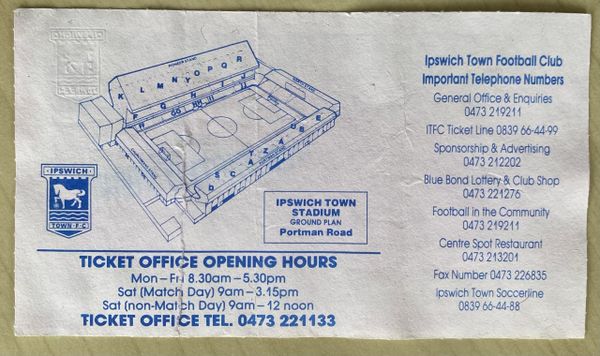 PIONEER STAND
K L M N Y O P Q R
IPSWICH
TOWN F.C.
IPSWICH TOWN
STADIUM
GROUND PLAN
Portman Road
TICKET OFFICE OPENING HOURS
Mon – Fri 8.30am – 5.30pm
Sat (Match Day) 9am – 3.15pm
Sat (non-Match Day) 9am – 12 noon
TICKET OFFICE TEL. 0473 221133
Ipswich Town Football Club
Important Telephone Numbers
General Office & Enquiries
0473 219211
ITFC Ticket Line 0839 66-44-99
Sponsorship & Advertising
0473 212202
Blue Bond Lottery & Club Shop
0473 221276
Football in the Community
0473 219211
Centre Spot Restaurant
0473 213201
Fax Number 0473 226835
Ipswich Town Soccerline
0839 66-44-88